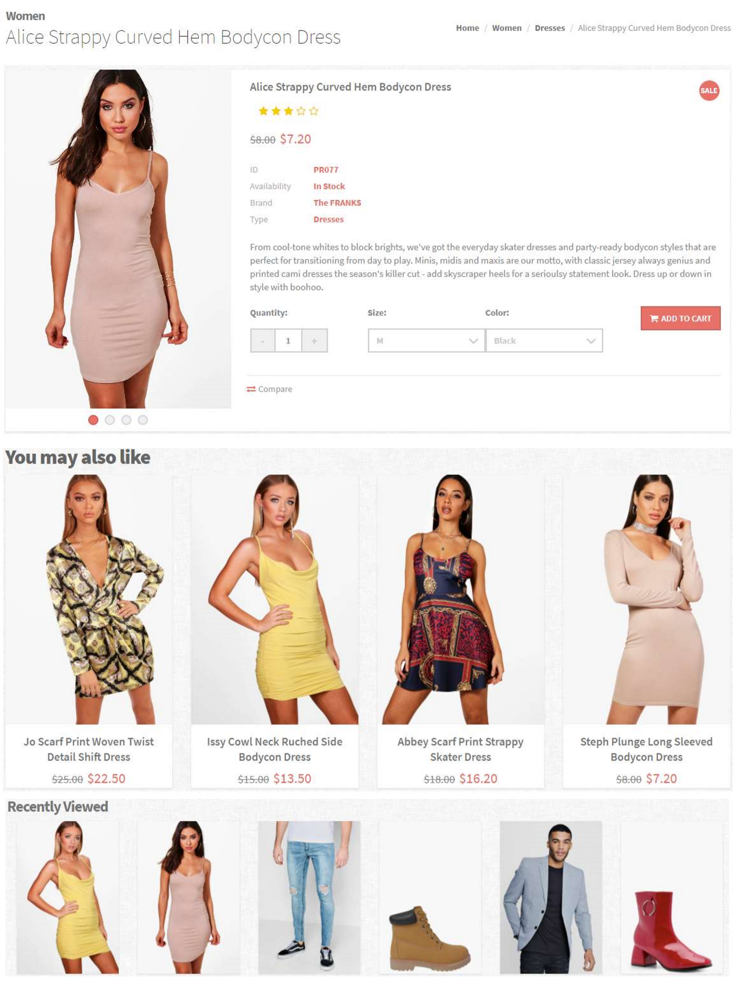 Women
Alice Strappy Curved Hem Bodycon Dress
Home / Women / Dresses / Alice Strappy Curved Hem Bodycon Dress
Alice Strappy Curved Hem Bodycon Dress
SALE
$8.00 $7.20
ID PR077
Availability In Stock
Brand The FRANKS
Type Dresses
From cool-tone whites to block brights, we've got the everyday skater dresses and party-ready bodycon styles that are
perfect for transitioning from day to play. Minis, midis and maxis are our motto, with classic jersey always genius and
printed cami dresses the season's killer cut - add skyscraper heels for a serioulsy statement look. Dress up or down in
style with boohoo.
Quantity: Size: Color:
ADD TO CART
- 1 + M Black
Compare
You may also like
Jo Scarf Print Woven Twist
Detail Shift Dress
$25.00 $22.50
Issy Cowl Neck Ruched Side
Bodycon Dress
$15.00 $13.50
Abbey Scarf Print Strappy
Skater Dress
$18.00 $16.20
Steph Plunge Long Sleeved
Bodycon Dress
$8.00 $7.20
Recently Viewed